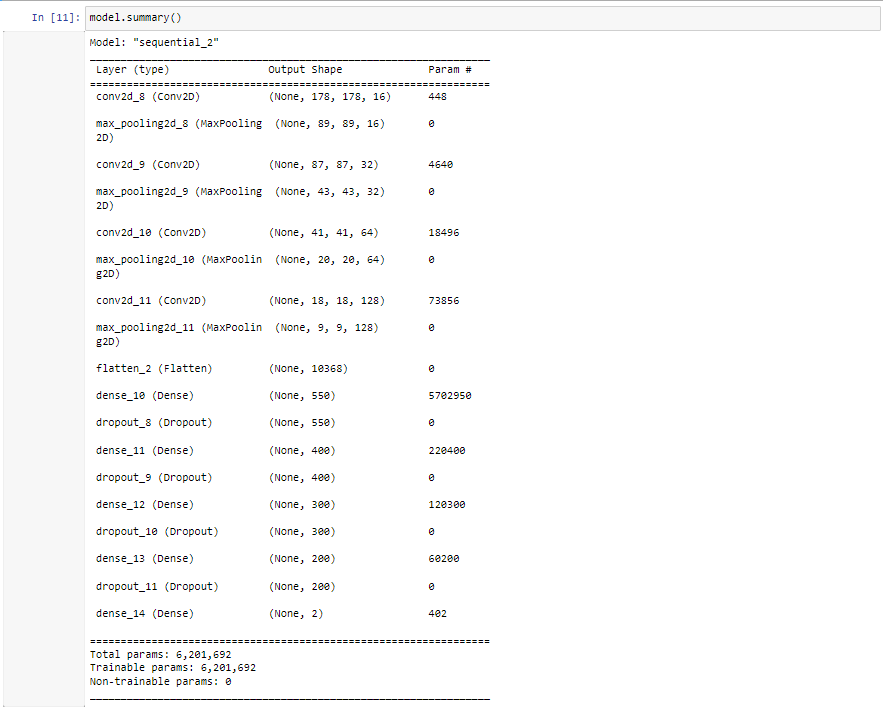 In [11]: model.summary()
Model: "sequential_2"
Layer (type) Output Shape Param #
conv2d_8 (Conv2D) (None, 178, 178, 16) 448
max_pooling2d_8 (MaxPooling (None, 89, 89, 16) 0
2D)
conv2d_9 (Conv2D) (None, 87, 87, 32) 4640
max_pooling2d_9 (MaxPooling (None, 43, 43, 32) 0
2D)
conv2d_10 (Conv2D) (None, 41, 41, 64) 18496
max_pooling2d_10 (MaxPoolin (None, 20, 20, 64) 0
g2D)
conv2d_11 (Conv2D) (None, 18, 18, 128) 73856
max_pooling2d_11 (MaxPoolin (None, 9, 9, 128) 0
g2D)
flatten_2 (Flatten) (None, 10368) 0
dense_10 (Dense) (None, 550) 5702950
dropout_8 (Dropout) (None, 550) 0
dense_11 (Dense) (None, 400) 220400
dropout_9 (Dropout) (None, 400) 0
dense_12 (Dense) (None, 300) 120300
dropout_10 (Dropout) (None, 300) 0
dense_13 (Dense) (None, 200) 60200
dropout_11 (Dropout) (None, 200) 0
dense_14 (Dense) (None, 2) 402
Total params: 6,201,692
Trainable params: 6,201,692
Non-trainable params: 0